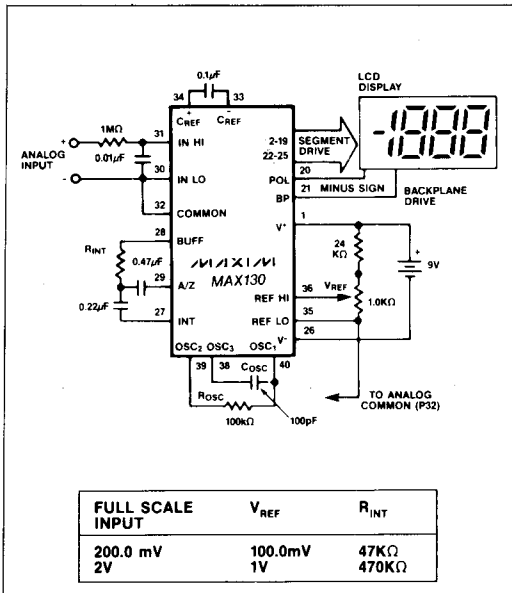 0.1µF
34 33
LCD
DISPLAY
C+REF C-REF
1MΩ
31
+
IN HI
2-19
SEGMENT
DRIVE
22-25
-1888
ANALOG
INPUT
0.01µF
30
20
-
IN LO
POL
MINUS SIGN
BACKPLANE
DRIVE
32
21
COMMON
BP
28
1
BUFF
V+
RINT
24
KΩ
+
0.47µF
MAXIM
36
VREF
9V
29
MAX130
A/Z
REF HI
1.0KΩ
35
0.22µF
27
REF LO
INT
26
V-
OSC2 OSC3 OSC1
39 38 40
COSC
ROSC
TO ANALOG
COMMON (P32)
100kΩ
100pF
FULL SCALE
INPUT
VREF
RINT
200.0 mV 100.0mV 47KΩ
2V 1V 470KΩ